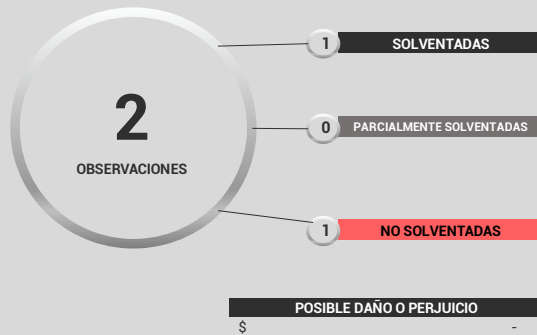 2
OBSERVACIONES
1 SOLVENTADAS
0 PARCIALMENTE SOLVENTADAS
1 NO SOLVENTADAS
POSIBLE DAÑO O PERJUICIO
$ -